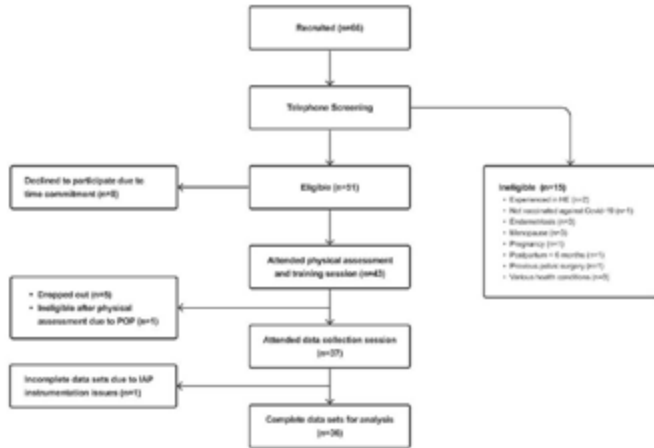 Recruited (n=66)
Telephone Screening
Declined to participate due to
time commitment (n=8)
Eligible (n=51)
Ineligible (n=15)
• Experienced in HE (n=2)
• Not vaccinated against Covid-19 (n=1)
• Endometriosis
• Menopause (n=3)
• Pregnancy (n=1)
• Postpartum < 6 months (n=1)
• Previous pelvic surgery (n=1)
• Various health conditions
Attended physical assessment
and training session (n=43)
• Dropped out (n=5)
• Ineligible after physical
assessment due to POP (n=1)
Attended data collection session
(n=37)
Incomplete data sets due to IAP
instrumentation issues (n=1)
Complete data sets for analysis
(n=36)